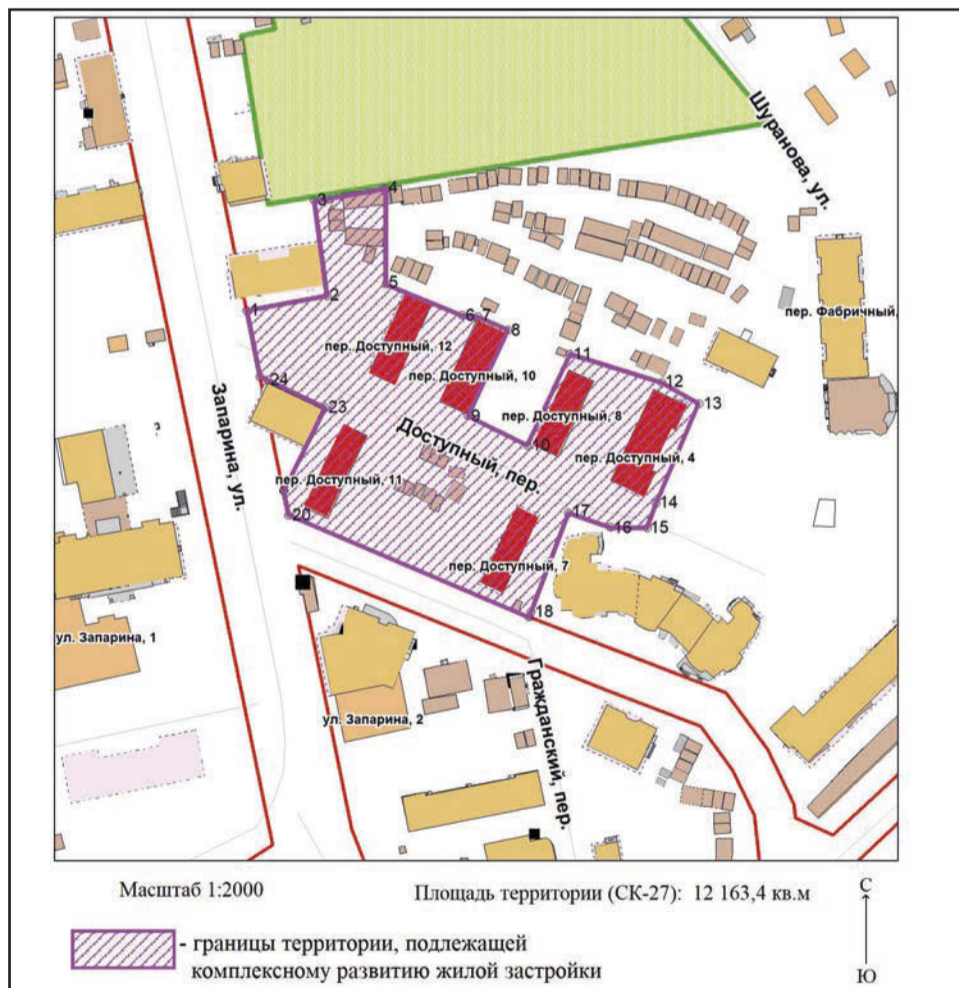 Шуранова, ул.
3
4
2
1
5
6
7
8
пер. Фабричный,
пер. Доступный, 12
пер. Доступный, 10
11
12
13
24
23
9
10
пер. Доступный, 8
Запарина, ул.
Доступный, пер.
пер. Доступный, 4
пер. Доступный, 11
20
14
17
16
15
пер. Доступный, 7
18
ул. Запарина, 1
ул. Запарина, 2
Гражданский, пер.
Масштаб 1:2000
Площадь территории (СК-27): 12 163,4 кв.м
С
Ю
- границы территории, подлежащей
комплексному развитию жилой застройки